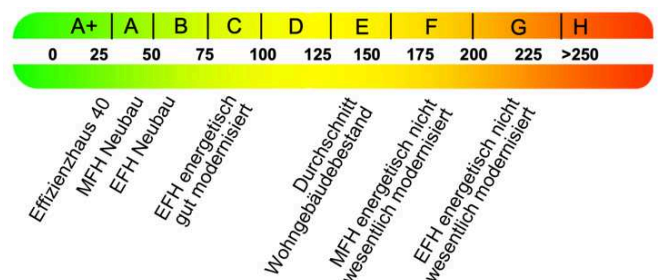 A+ A B C D E F G H
0 25 50 75 100 125 150 175 200 225 >250
Effizienzhaus 40
MFH Neubau
EFH Neubau
EFH energetisch
gut modernisiert
Durchschnitt
Wohngebäudebestand
MFH energetisch nicht
wesentlich modernisiert
EFH energetisch nicht
wesentlich modernisiert